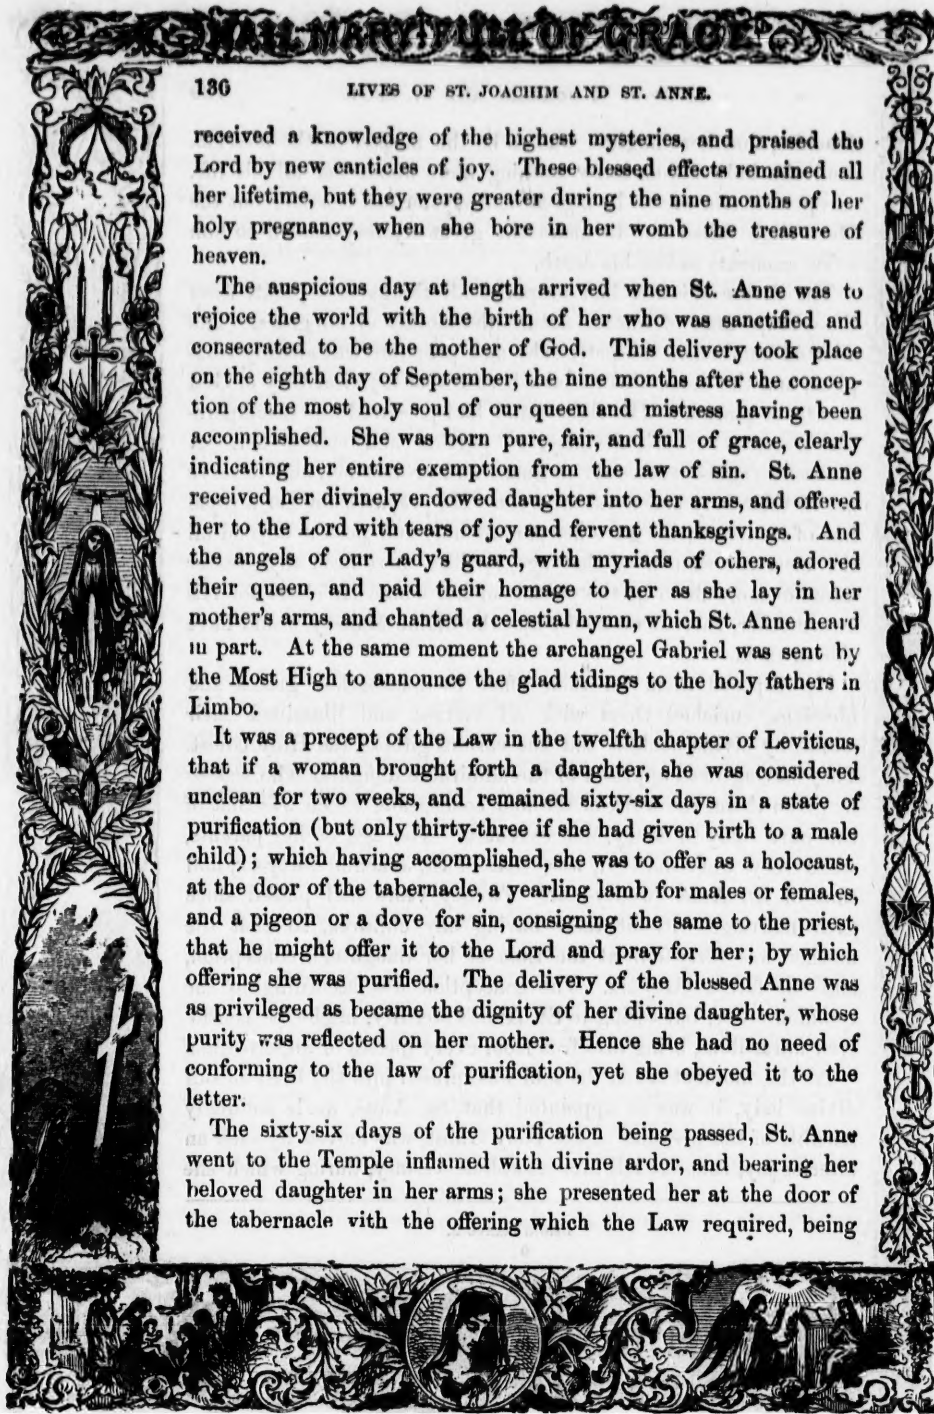 HAIL MARY! FULL OF GRACE!
130 LIVES OF ST. JOACHIM AND ST. ANNE.
received a knowledge of the highest mysteries, and praised the
Lord by new canticles of joy. These blessed effects remained all
her lifetime, but they were greater during the nine months of her
holy pregnancy, when she bore in her womb the treasure of
heaven.
The auspicious day at length arrived when St. Anne was to
rejoice the world with the birth of her who was sanctified and
consecrated to be the mother of God. This delivery took place
on the eighth day of September, the nine months after the concep-
tion of the most holy soul of our queen and mistress having been
accomplished. She was born pure, fair, and full of grace, clearly
indicating her entire exemption from the law of sin. St. Anne
received her divinely endowed daughter into her arms, and offered
her to the Lord with tears of joy and fervent thanksgivings. And
the angels of our Lady's guard, with myriads of others, adored
their queen, and paid their homage to her as she lay in her
mother's arms, and chanted a celestial hymn, which St. Anne heard
in part. At the same moment the archangel Gabriel was sent by
the Most High to announce the glad tidings to the holy fathers in
Limbo.
It was a precept of the Law in the twelfth chapter of Leviticus,
that if a woman brought forth a daughter, she was considered
unclean for two weeks, and remained sixty-six days in a state of
purification (but only thirty-three if she had given birth to a male
child); which having accomplished, she was to offer as a holocaust,
at the door of the tabernacle, a yearling lamb for males or females,
and a pigeon or a dove for sin, consigning the same to the priest,
that he might offer it to the Lord and pray for her; by which
offering she was purified. The delivery of the blessed Anne was
as privileged as became the dignity of her divine daughter, whose
purity was reflected on her mother. Hence she had no need of
conforming to the law of purification, yet she obeyed it to the
letter.
The sixty-six days of the purification being passed, St. Anne
went to the Temple inflamed with divine ardor, and bearing her
beloved daughter in her arms; she presented her at the door of
the tabernacle with the offering which the Law required, being